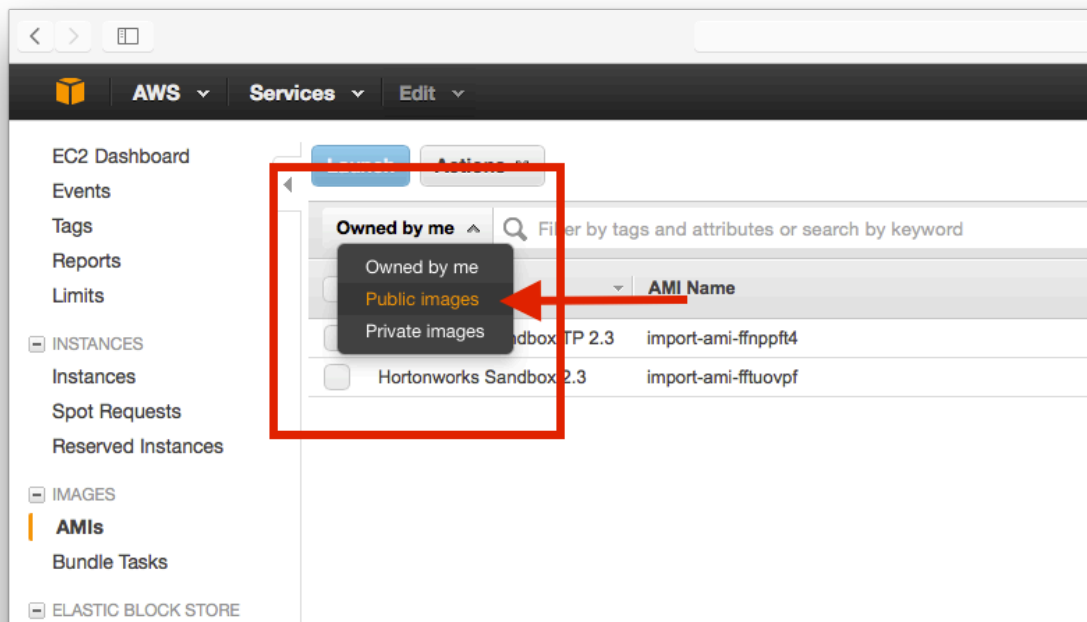 AWS Services Edit
EC2 Dashboard
Events
Tags
Reports
Limits
INSTANCES
Instances
Spot Requests
Reserved Instances
IMAGES
AMIs
Bundle Tasks
ELASTIC BLOCK STORE
Launch Actions
Owned by me Filter by tags and attributes or search by keyword
Owned by me
Public images
Private images
AMI Name
TP 2.3 import-ami-ffnppft4
Hortonworks Sandbox 2.3 import-ami-fftuovpf